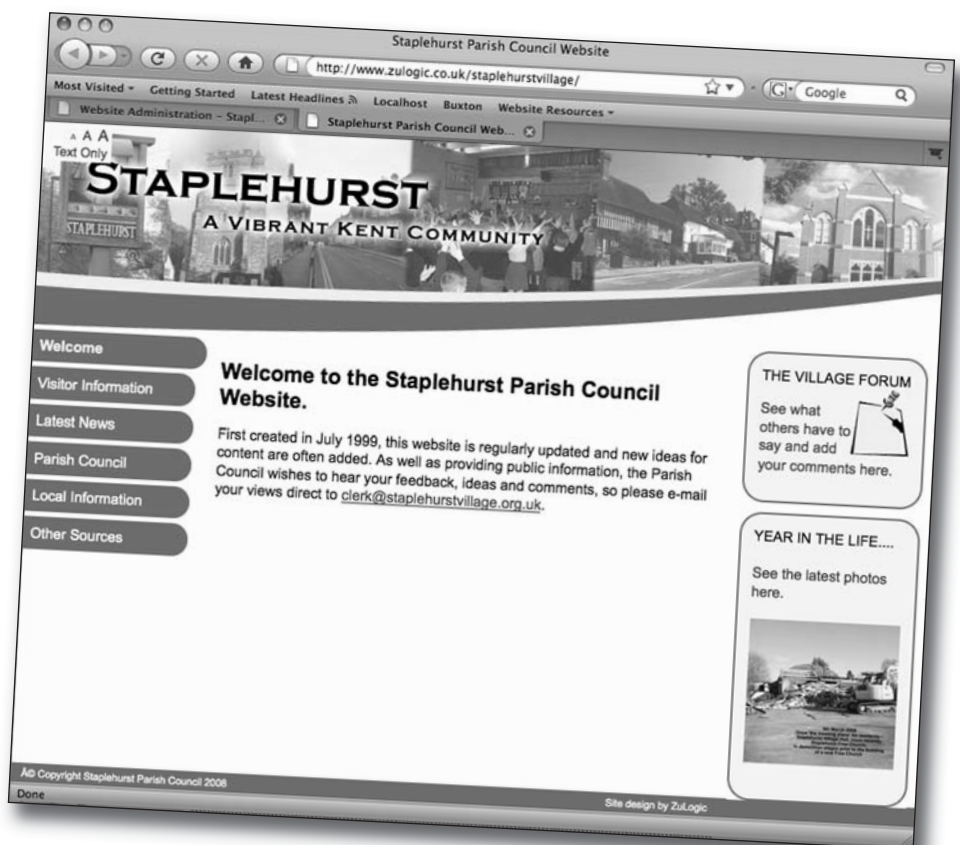 Staplehurst Parish Council Website
http://www.zulogic.co.uk/staplehurstvillage/
G
Google
Most Visited
Getting Started
Latest Headlines
Localhost
Buxton
Website Resources
Website Administration – Stapl...
Staplehurst Parish Council Web...
A A A
Text Only
STAPLEHURST
A VIBRANT KENT COMMUNITY
STAPLEHURST
Welcome
Visitor Information
Latest News
Parish Council
Local Information
Other Sources
Welcome to the Staplehurst Parish Council
Website.
First created in July 1999, this website is regularly updated and new ideas for
content are often added. As well as providing public information, the Parish
Council wishes to hear your feedback, ideas and comments, so please e-mail
your views direct to clerk@staplehurstvillage.org.uk.
THE VILLAGE FORUM
See what
others have to
say and add
your comments here.
YEAR IN THE LIFE....
See the latest photos
here.
Â© Copyright Staplehurst Parish Council 2008
Site design by ZuLogic
Done